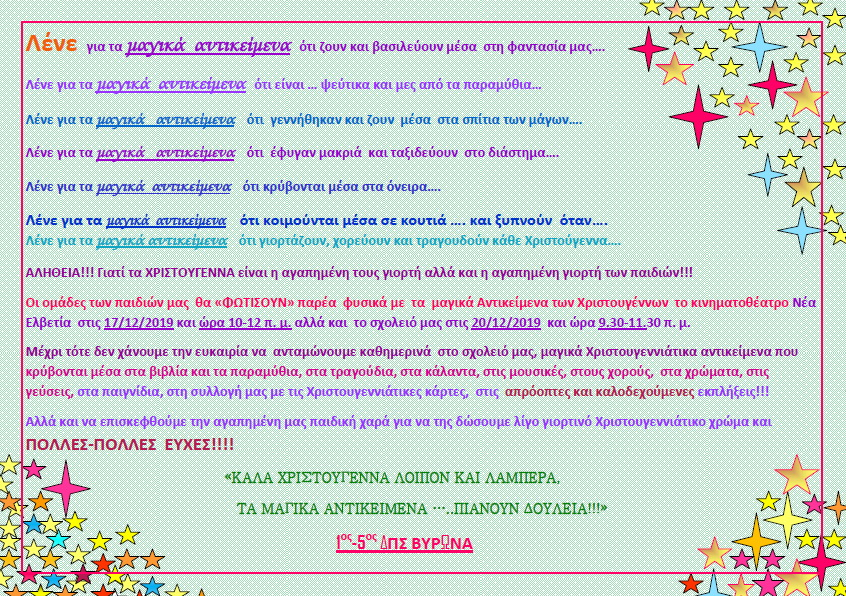 Λένε για τα μαγικά αντικείμενα ότι ζουν και βασιλεύουν μέσα στη φαντασία μας....
Λένε για τα μαγικά αντικείμενα ότι είναι ... ψεύτικα και μες από τα παραμύθια...
Λένε για τα μαγικά αντικείμενα ότι γεννήθηκαν και ζουν μέσα στα σπίτια των μάγων....
Λένε για τα μαγικά αντικείμενα ότι έφυγαν μακριά και ταξιδεύουν στο διάστημα....
Λένε για τα μαγικά αντικείμενα ότι κρύβονται μέσα στα όνειρα....
Λένε για τα μαγικά αντικείμενα ότι κοιμούνται μέσα σε κουτιά .... και ξυπνούν όταν....
Λένε για τα μαγικά αντικείμενα ότι γιορτάζουν, χορεύουν και τραγουδούν κάθε Χριστούγεννα....
ΑΛΗΘΕΙΑ!!! Γιατί τα ΧΡΙΣΤΟΥΓΕΝΝΑ είναι η αγαπημένη τους γιορτή αλλά και η αγαπημένη γιορτή των παιδιών!!!
Οι ομάδες των παιδιών μας θα «ΦΩΤΙΣΟΥΝ» παρέα φυσικά με τα μαγικά Αντικείμενα των Χριστουγέννων το κινηματοθέατρο Νέα
Ελβετία στις 17/12/2019 και ώρα 10-12 π. μ. αλλά και το σχολειό μας στις 20/12/2019 και ώρα 9.30-11.30 π. μ.
Μέχρι τότε δεν χάνουμε την ευκαιρία να ανταμώνουμε καθημερινά στο σχολειό μας, μαγικά Χριστουγεννιάτικα αντικείμενα που
κρύβονται μέσα στα βιβλία και τα παραμύθια, στα τραγούδια, στα κάλαντα, στις μουσικές, στους χορούς, στα χρώματα, στις
γεύσεις, στα παιγνίδια, στη συλλογή μας με τις Χριστουγεννιάτικες κάρτες, στις απρόοπτες και καλοδεχούμενες εκπλήξεις!!!
Αλλά και να επισκεφθούμε την αγαπημένη μας παιδική χαρά για να της δώσουμε λίγο γιορτινό Χριστουγεννιάτικο χρώμα και
ΠΟΛΛΕΣ-ΠΟΛΛΕΣ ΕΥΧΕΣ!!!!
«ΚΑΛΑ ΧΡΙΣΤΟΥΓΕΝΝΑ ΛΟΙΠΟΝ ΚΑΙ ΛΑΜΠΕΡΑ,
ΤΑ ΜΑΓΙΚΑ ΑΝΤΙΚΕΙΜΕΝΑ …..ΠΙΑΝΟΥΝ ΔΟΥΛΕΙΑ!!!»
1ος-5ος ΔΠΣ ΒΥΡΩΝΑ